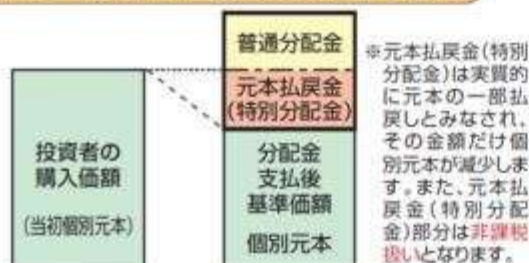 投資者の
購入価額
(当初個別元本)
普通分配金
元本払戻金
(特別分配金)
分配金
支払後
基準価額
個別元本
※元本払戻金(特別
分配金)は実質的
に元本の一部払
戻しとみなされ、
その金額だけ個
別元本が減少しま
す。また、元本払
戻金(特別分配
金)部分は非課税
扱いとなります。